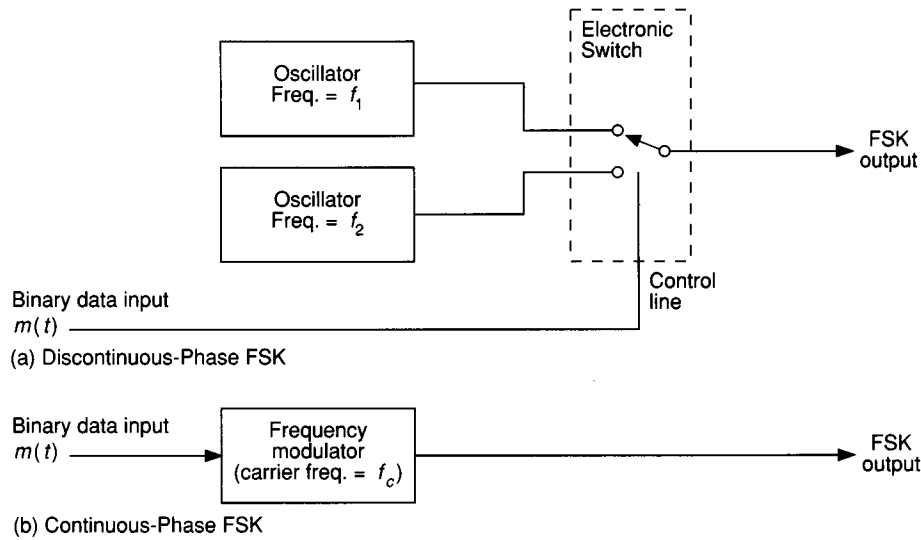 Electronic
Switch
Oscillator
Freq. = f₁
Oscillator
Freq. = f₂
FSK
output
Control
line
Binary data input
m(t)
(a) Discontinuous-Phase FSK
Binary data input
m(t)
Frequency
modulator
(carrier freq. = f_c)
FSK
output
(b) Continuous-Phase FSK